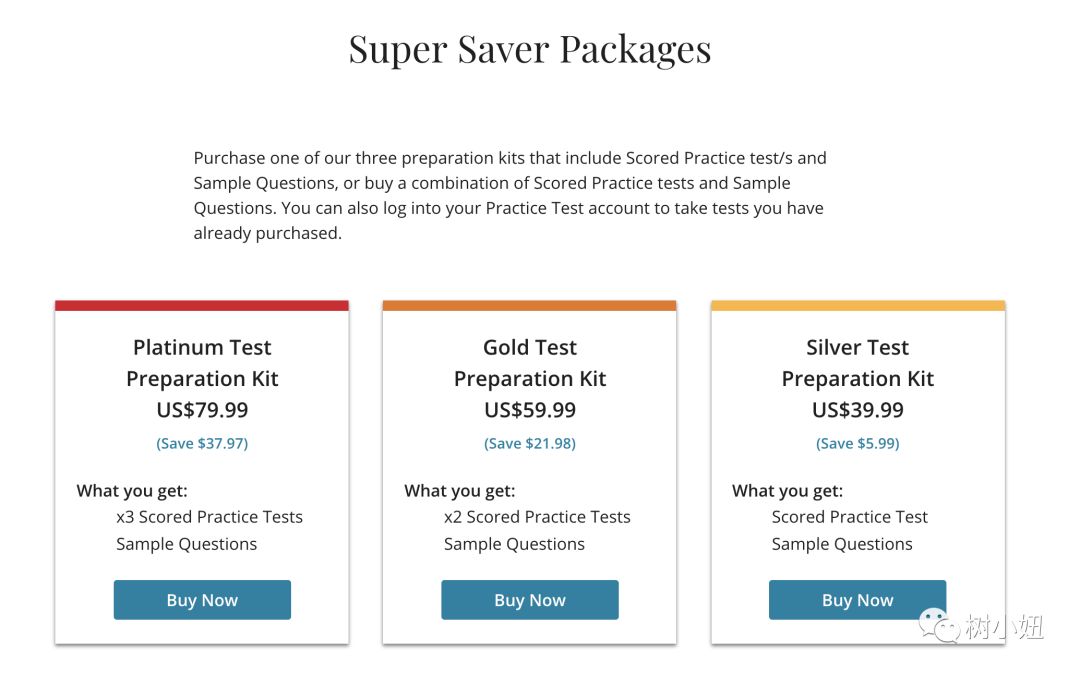 Super Saver Packages
Purchase one of our three preparation kits that include Scored Practice test/s and
Sample Questions, or buy a combination of Scored Practice tests and Sample
Questions. You can also log into your Practice Test account to take tests you have
already purchased.
Platinum Test
Preparation Kit
US$79.99
(Save $37.97)
What you get:
x3 Scored Practice Tests
Sample Questions
Buy Now
Gold Test
Preparation Kit
US$59.99
(Save $21.98)
What you get:
x2 Scored Practice Tests
Sample Questions
Buy Now
Silver Test
Preparation Kit
US$39.99
(Save $5.99)
What you get:
Scored Practice Test
Sample Questions
Buy Now
树小妞